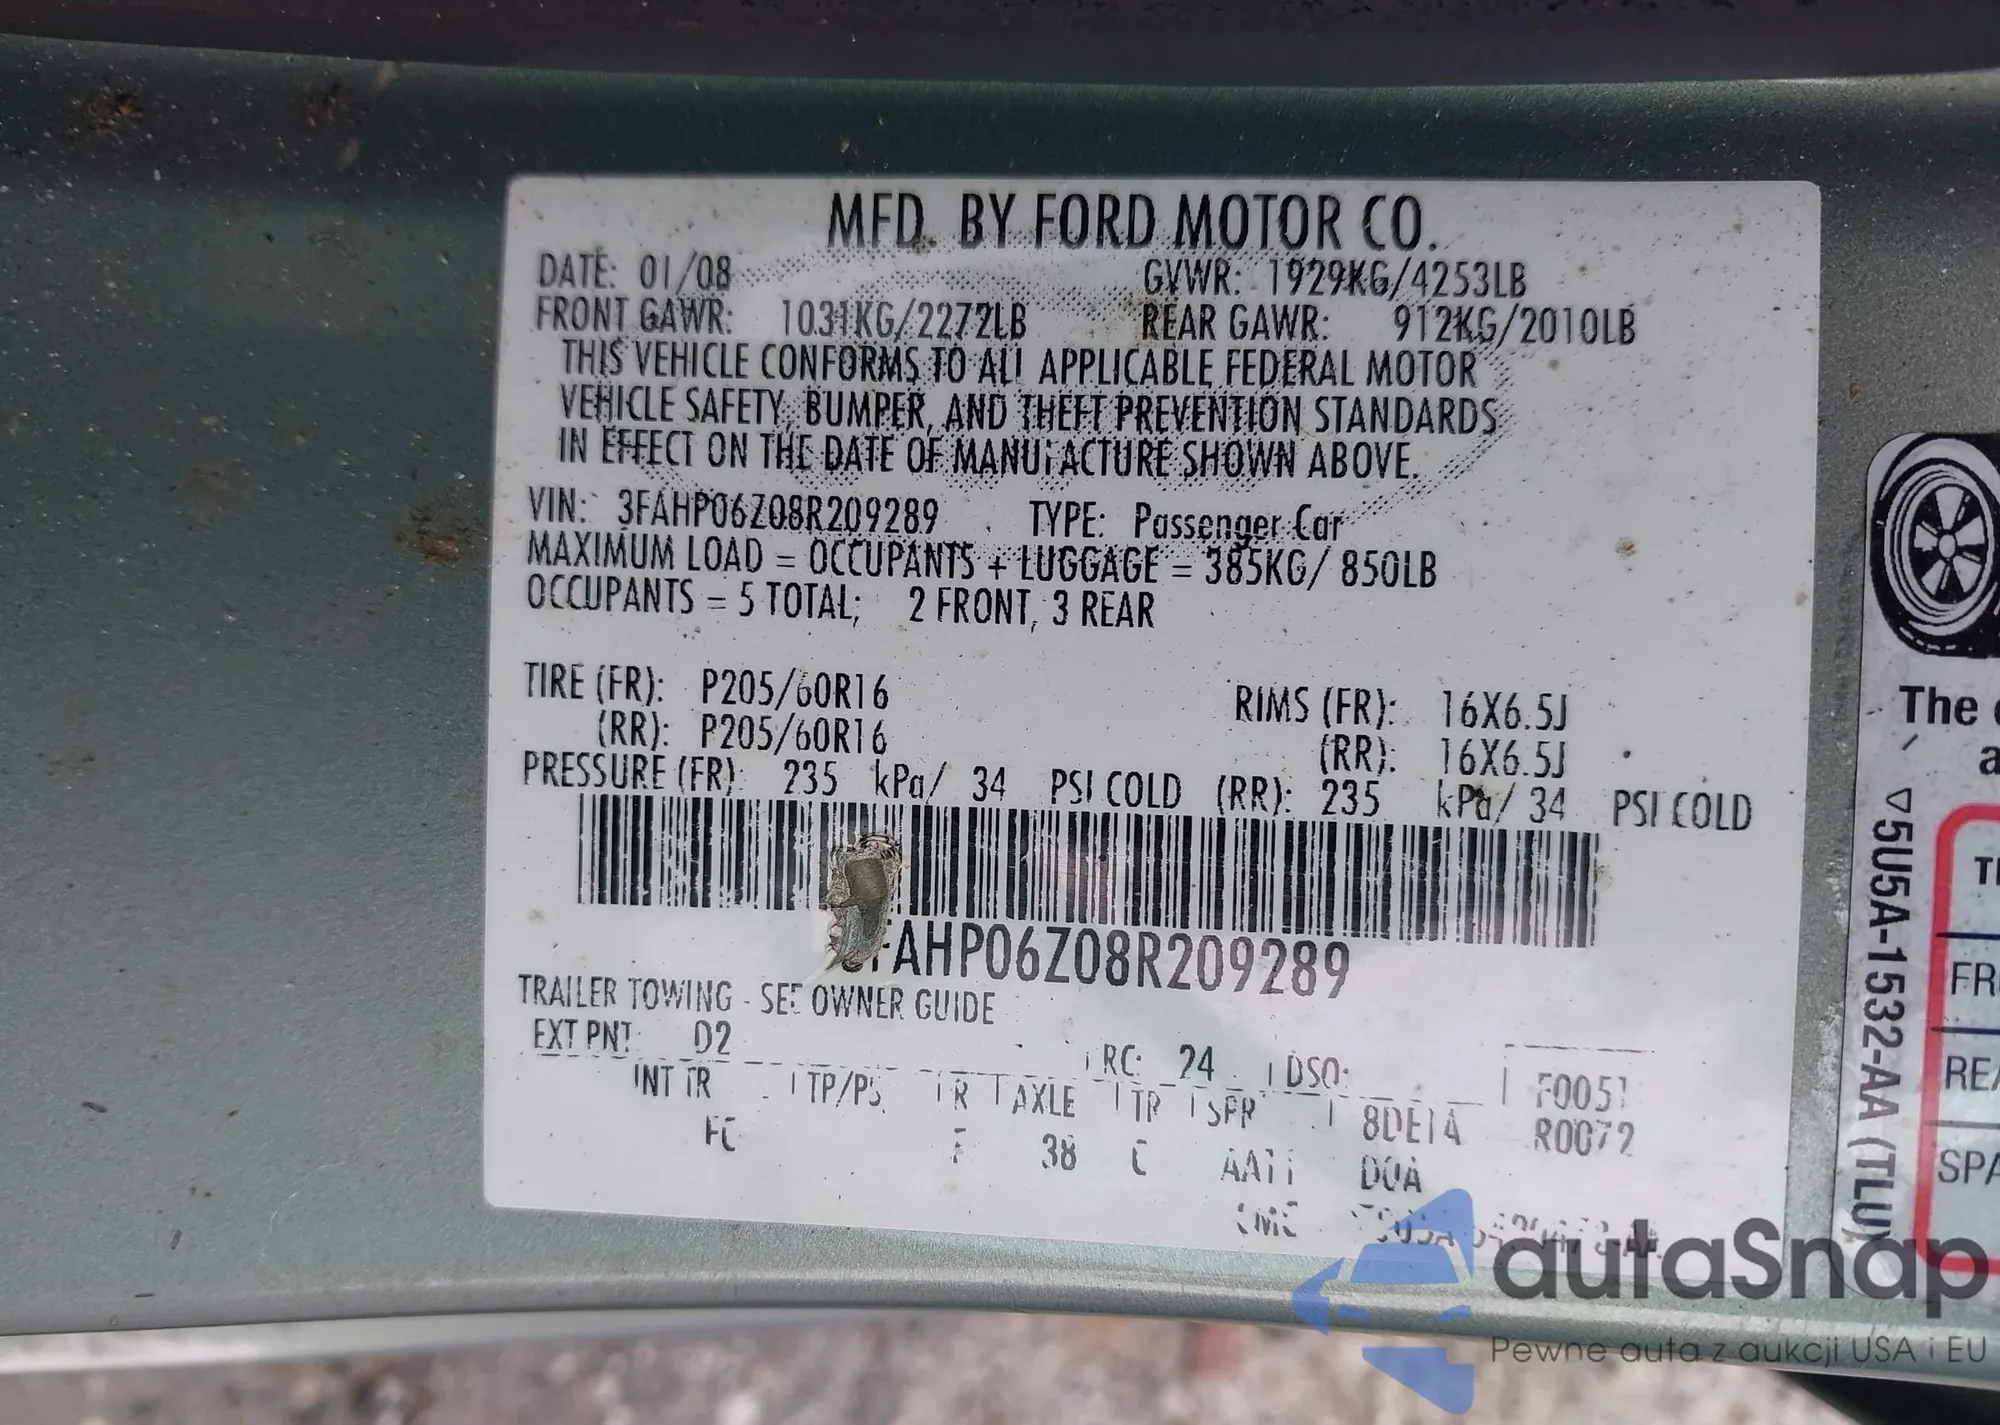 MFD. BY FORD MOTOR CO.
DATE: 01/08 GVWR: 1929KG/4253LB
FRONT GAWR: 1031KG/2272LB REAR GAWR: 912KG/2010LB
THIS VEHICLE CONFORMS TO ALL APPLICABLE FEDERAL MOTOR
VEHICLE SAFETY, BUMPER, AND THEFT PREVENTION STANDARDS
IN EFFECT ON THE DATE OF MANUFACTURE SHOWN ABOVE.
VIN: 3FAHP06Z08R209289 TYPE: Passenger Car
MAXIMUM LOAD = OCCUPANTS + LUGGAGE = 385KG/ 850LB
OCCUPANTS = 5 TOTAL; 2 FRONT, 3 REAR
TIRE (FR): P205/60R16 RIMS (FR): 16X6.5J
(RR): P205/60R16 (RR): 16X6.5J
PRESSURE (FR): 235 kPa/ 34 PSI COLD (RR): 235 kPa/ 34 PSI COLD
FAHP06Z08R209289
TRAILER TOWING - SEE OWNER GUIDE
EXT PNT: D2 RC: 24 DSO: F0051
INT TR TP/PS R AXLE TR SPR 8DE1A R0072
38 AA11 D0A
The
a
5U5A-1532-AA (TLU)
FR
REA
SPA
autaSnap
Pewne auta z aukcji USA i EU